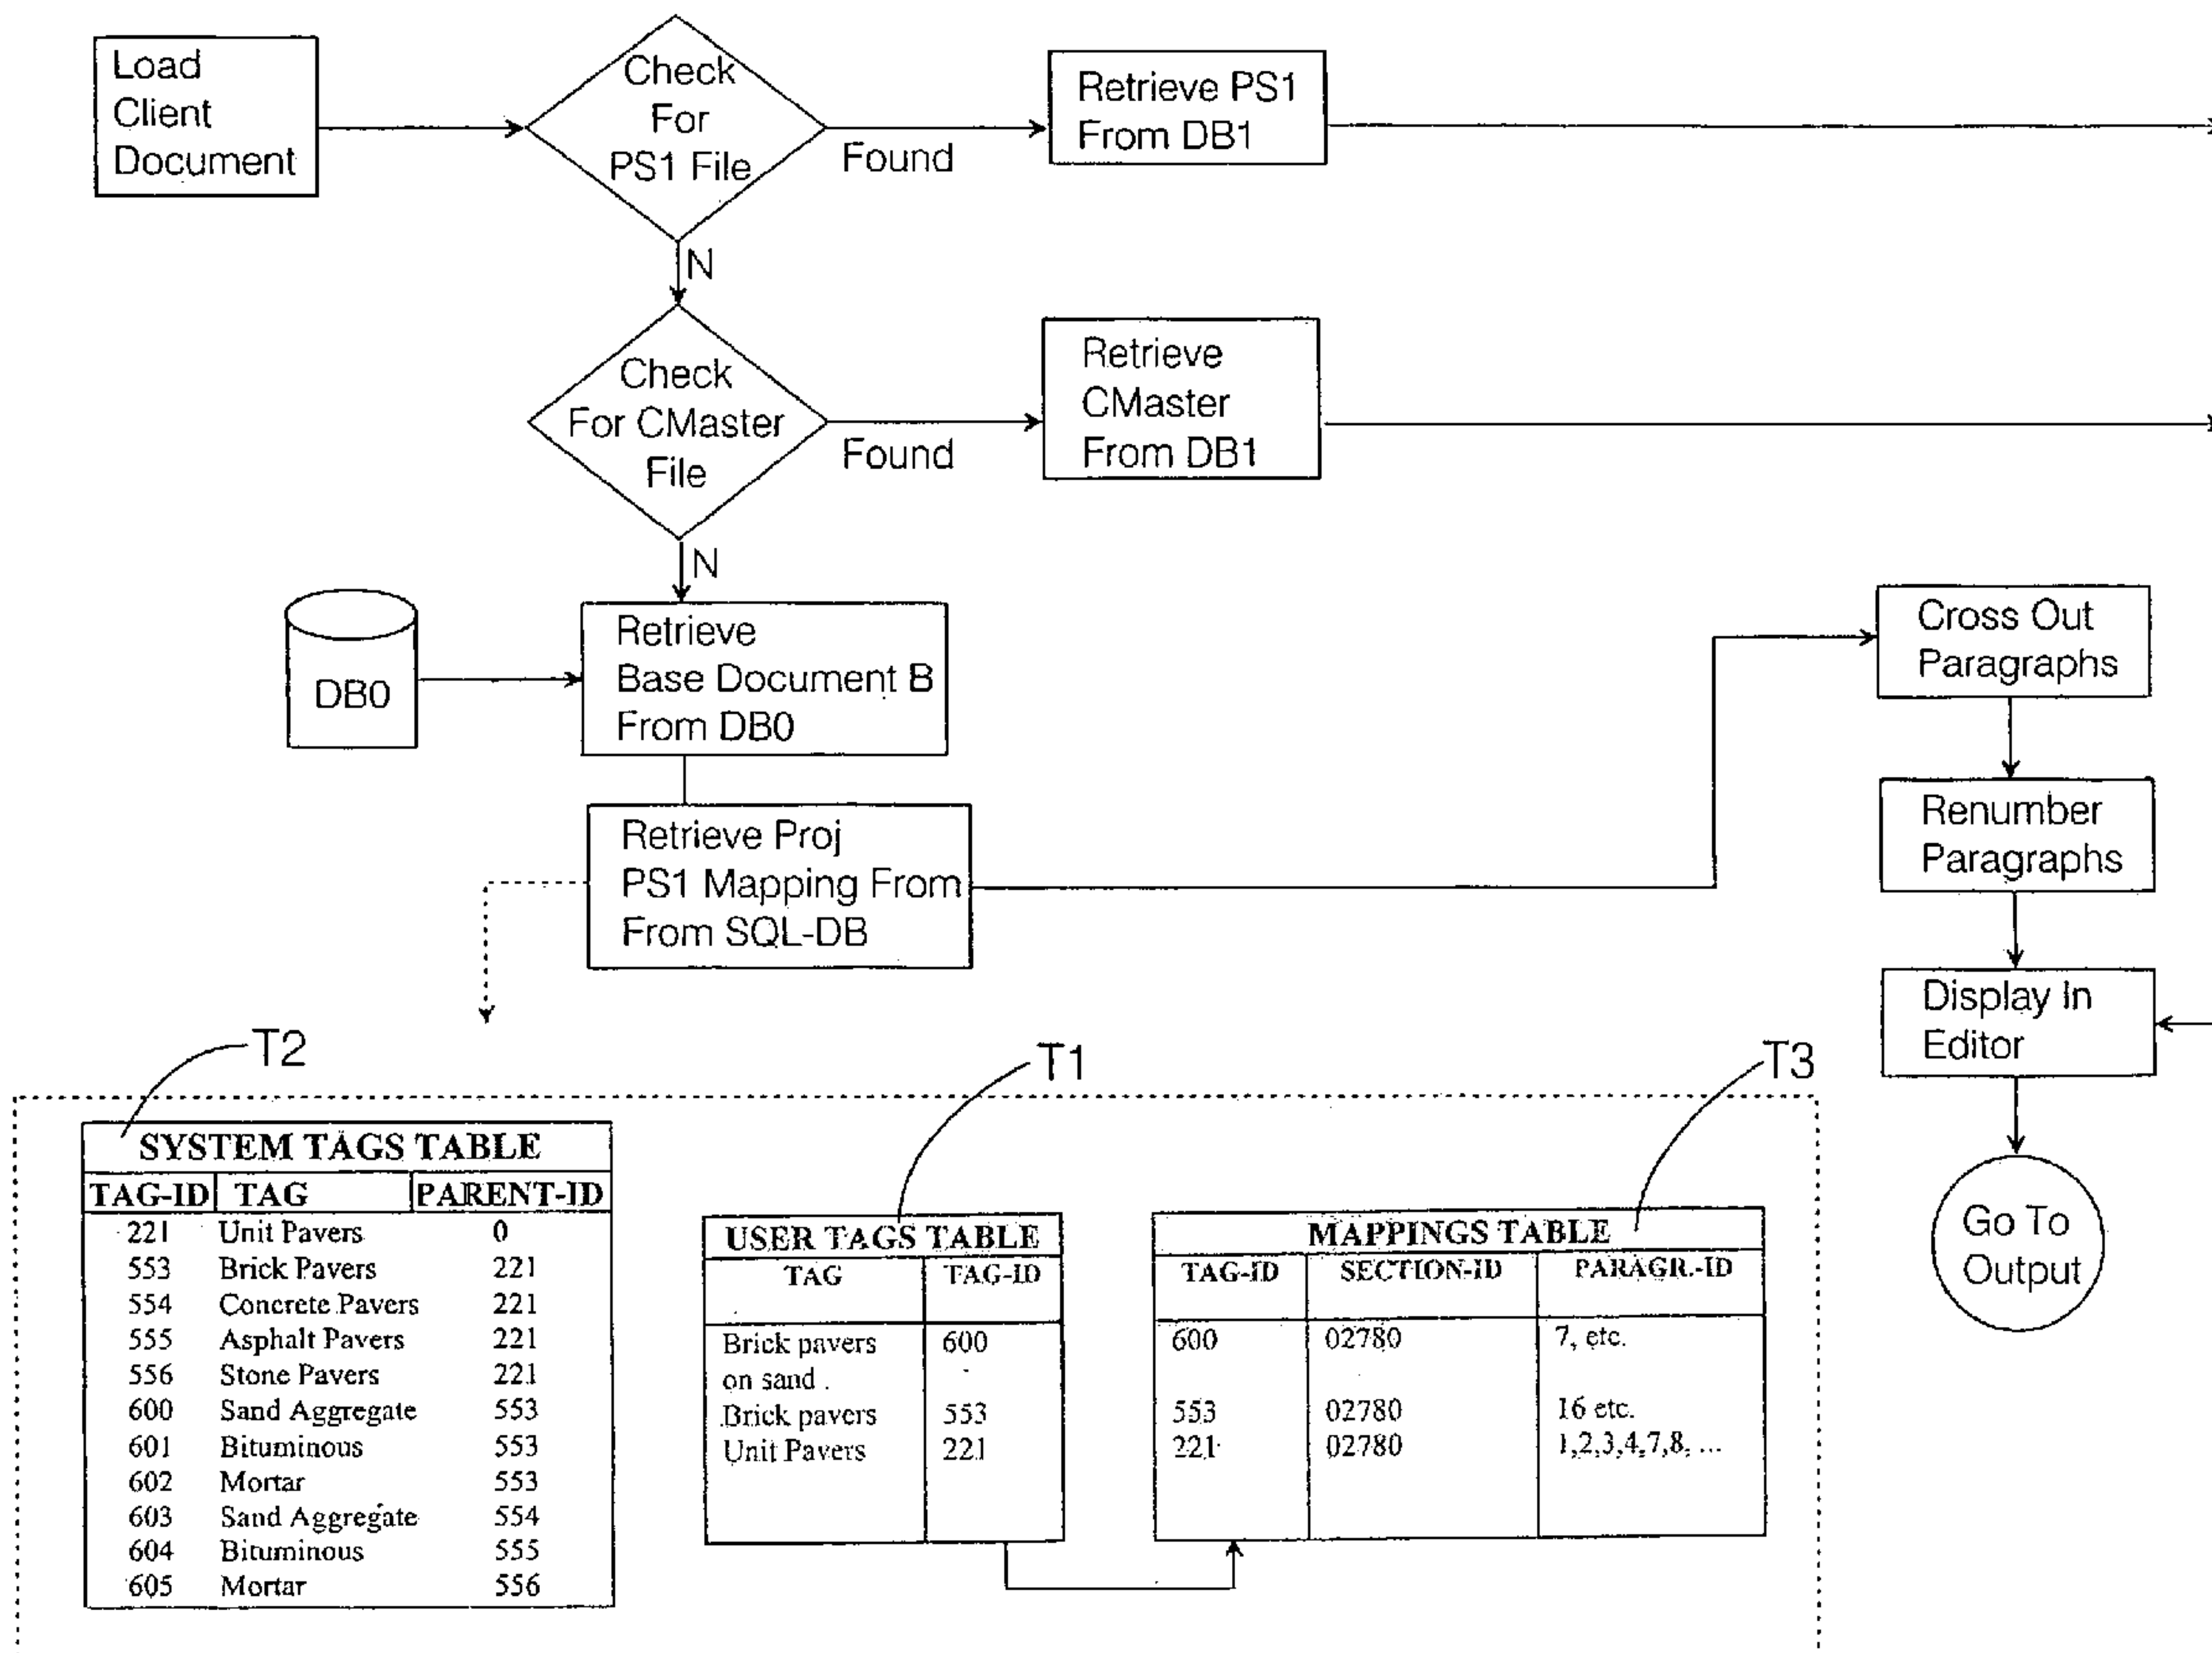 Load
Client
Document
Check
For
PS1 File
Found
Retrieve PS1
From DB1
N
Check
For CMaster
File
Found
Retrieve
CMaster
From DB1
N
DB0
Retrieve
Base Document B
From DB0
Retrieve Proj
PS1 Mapping From
From SQL-DB
Cross Out
Paragraphs
Renumber
Paragraphs
Display In
Editor
Go To
Output
T2
T1
T3
SYSTEM TAGS TABLE
TAG-ID TAG PARENT-ID
221 Unit Pavers 0
553 Brick Pavers 221
554 Concrete Pavers 221
555 Asphalt Pavers 221
556 Stone Pavers 221
600 Sand Aggregate 553
601 Bituminous 553
602 Mortar 553
603 Sand Aggregate 554
604 Bituminous 555
605 Mortar 556
USER TAGS TABLE
TAG TAG-ID
Brick pavers 600
on sand
Brick pavers 553
Unit Pavers 221
MAPPINGS TABLE
TAG-ID SECTION-ID PARAGR.-ID
600 02780 7, etc.
553 02780 16 etc.
221 02780 1,2,3,4,7,8, ...